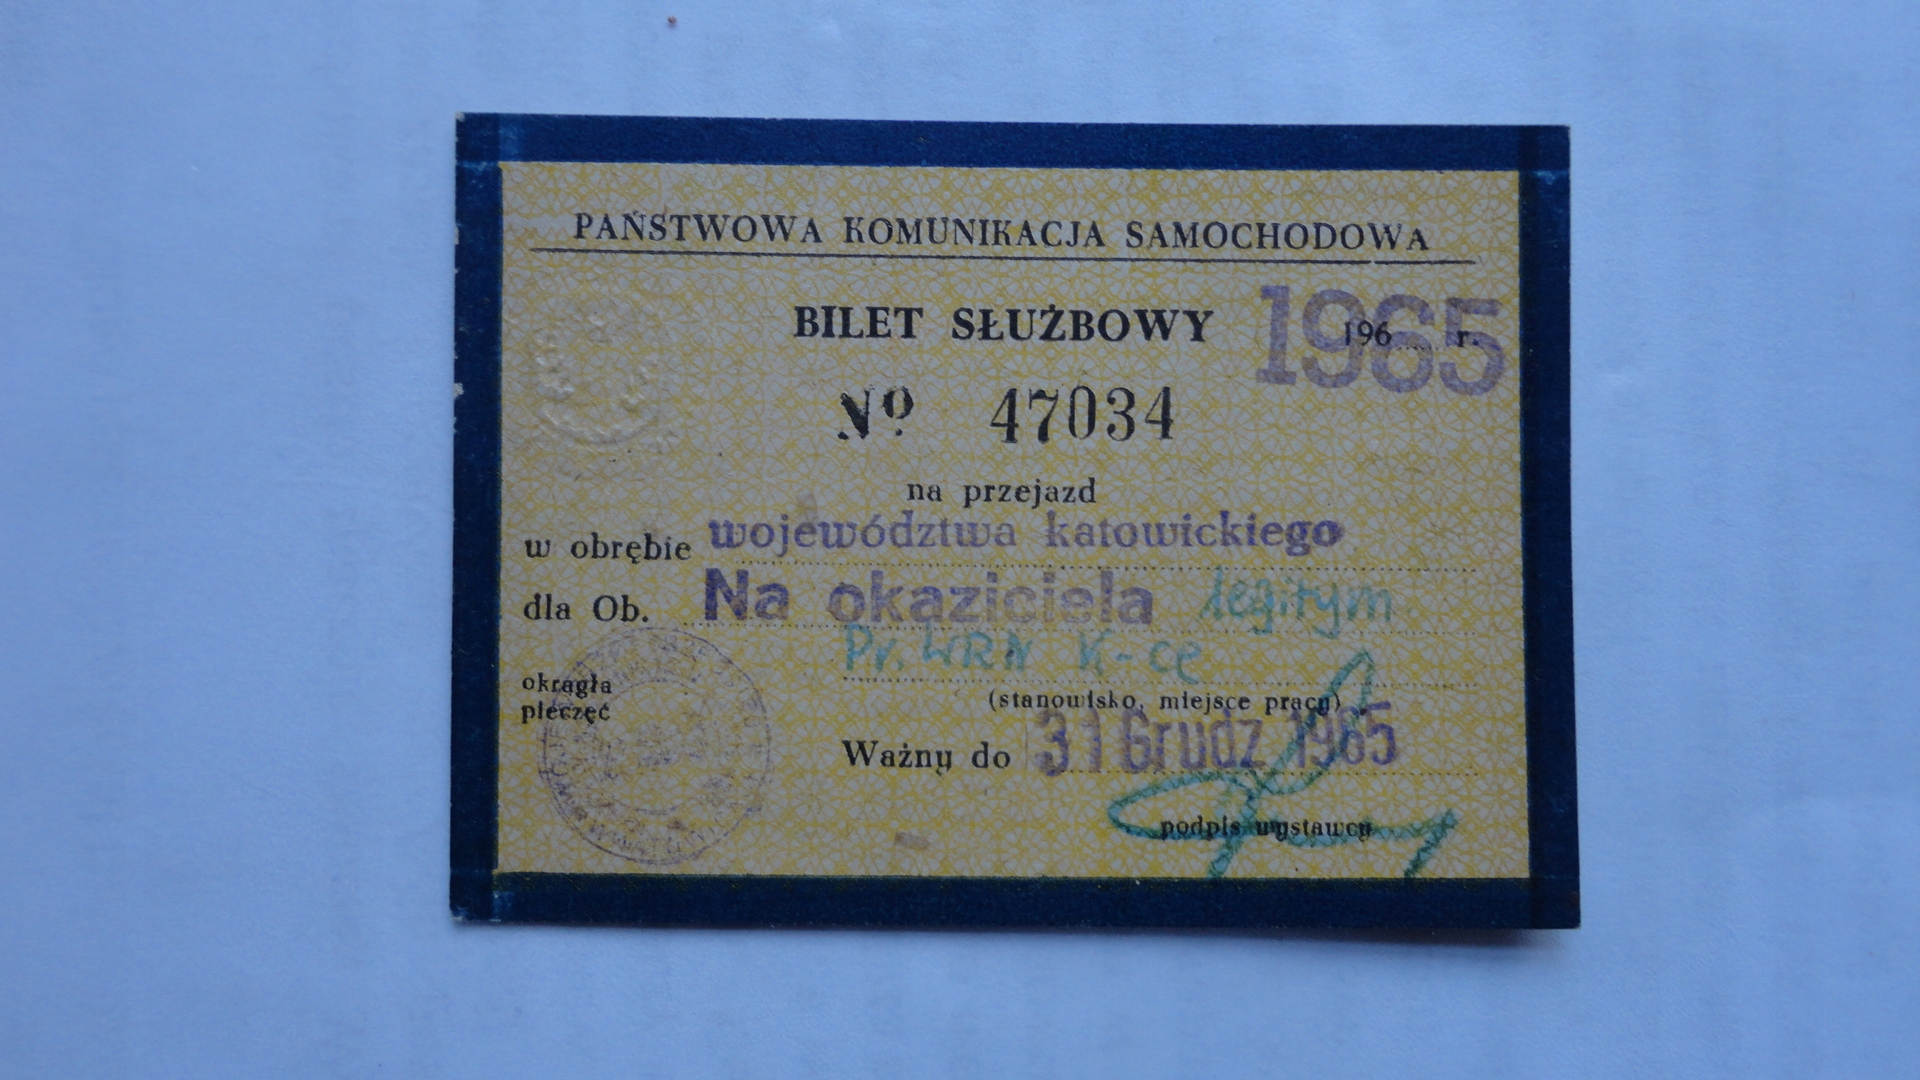 PAŃSTWOWA KOMUNIKACJA SAMOCHODOWA
BILET SŁUŻBOWY 196 r. 1965
Nº 47034
na przejazd
w obrębie województwa katowickiego
dla Ob. Na okaziciela legitym
Pr. WRN K-ce
(stanowisko, miejsce pracy)
okrągła
pieczęć
Ważny do 31 Grudz 1965
podpis wystawcy